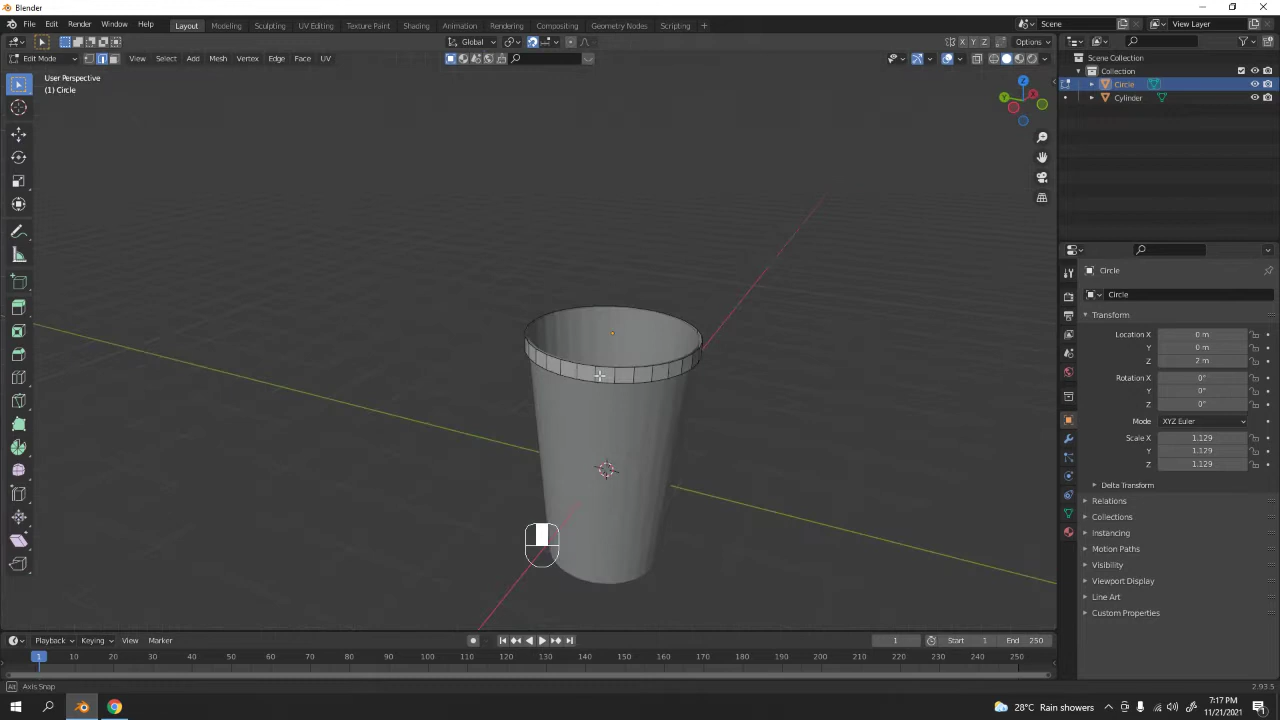 Blender
File Edit Render Window Help Layout Modeling Sculpting UV Editing Texture Paint Shading Animation Rendering Compositing Geometry Nodes Scripting + Scene View Layer
Global X Y Z Options
Edit Mode View Select Add Mesh Vertex Edge Face UV
User Perspective
(1) Circle
Scene Collection
Collection
Circle
Cylinder
Z
Y
X
Circle
Circle
Transform
Location X 0 m
Y 0 m
Z 2 m
Rotation X 0°
Y 0°
Z 0°
Mode XYZ Euler
Scale X 1.129
Y 1.129
Z 1.129
Delta Transform
Relations
Collections
Instancing
Motion Paths
Visibility
Viewport Display
Line Art
Custom Properties
Playback Keying View Marker 1 Start 1 End 250
1 10 20 30 40 50 60 70 80 90 100 110 120 130 140 150 160 170 180 190 200 210 220 230 240 250
Alt Axis Snap 2.93.5
28°C Rain showers 7:17 PM
11/21/2021